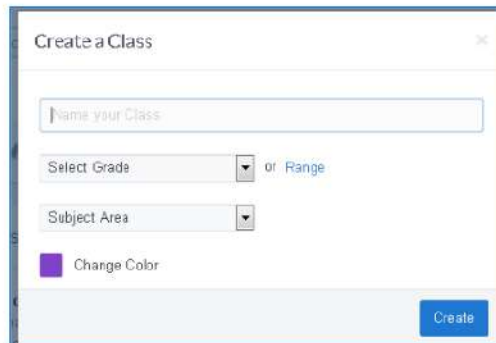 Create a Class
Name your Class
Select Grade or Range
Subject Area
Change Color
Create